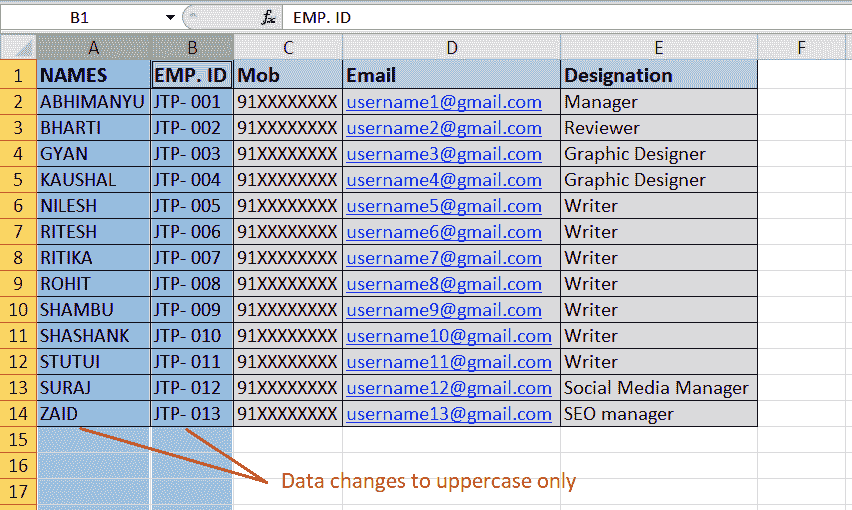 B1 fx EMP. ID
A B C D E F
1 NAMES EMP. ID Mob Email Designation
2 ABHIMANYU JTP- 001 91XXXXXXXX username1@gmail.com Manager
3 BHARTI JTP- 002 91XXXXXXXX username2@gmail.com Reviewer
4 GYAN JTP- 003 91XXXXXXXX username3@gmail.com Graphic Designer
5 KAUSHAL JTP- 004 91XXXXXXXX username4@gmail.com Graphic Designer
6 NILESH JTP- 005 91XXXXXXXX username5@gmail.com Writer
7 RITESH JTP- 006 91XXXXXXXX username6@gmail.com Writer
8 RITIKA JTP- 007 91XXXXXXXX username7@gmail.com Writer
9 ROHIT JTP- 008 91XXXXXXXX username8@gmail.com Writer
10 SHAMBU JTP- 009 91XXXXXXXX username9@gmail.com Writer
11 SHASHANK JTP- 010 91XXXXXXXX username10@gmail.com Writer
12 STUTUI JTP- 011 91XXXXXXXX username11@gmail.com Writer
13 SURAJ JTP- 012 91XXXXXXXX username12@gmail.com Social Media Manager
14 ZAID JTP- 013 91XXXXXXXX username13@gmail.com SEO manager
15
16
17 Data changes to uppercase only